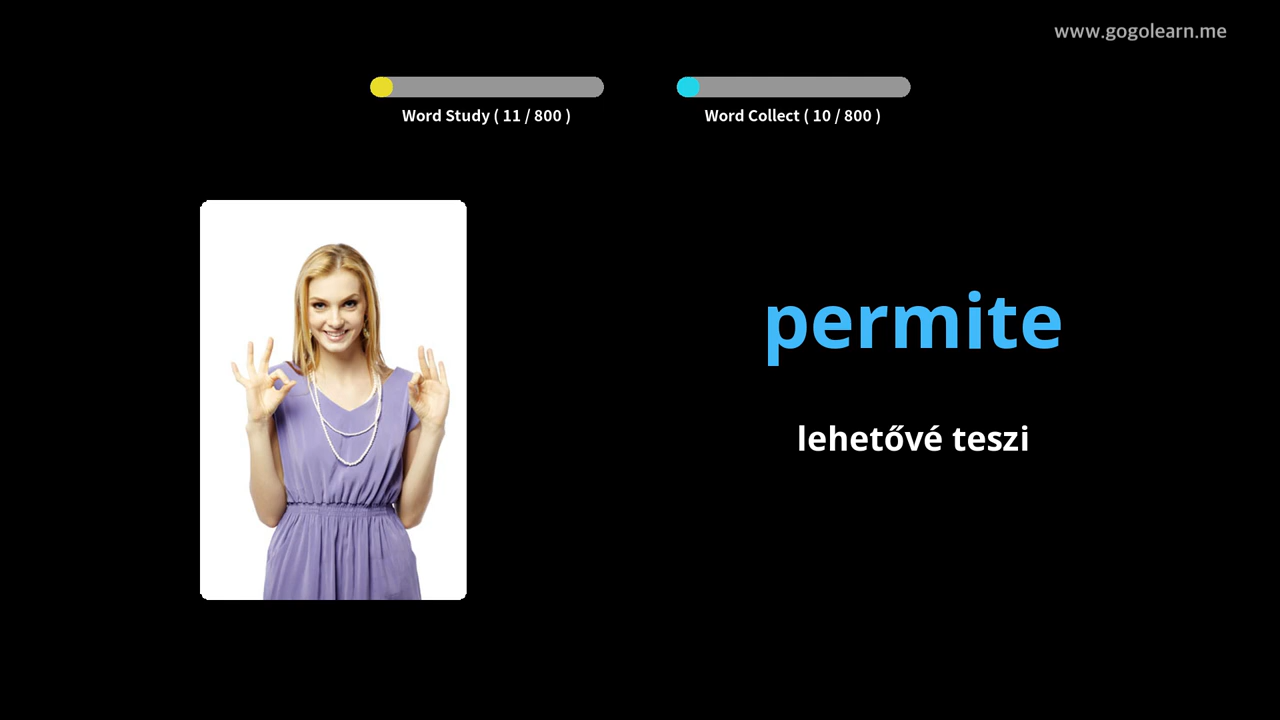 www.gogolearn.me
Word Study ( 11 / 800 )
Word Collect ( 10 / 800 )
permite
lehetővé teszi